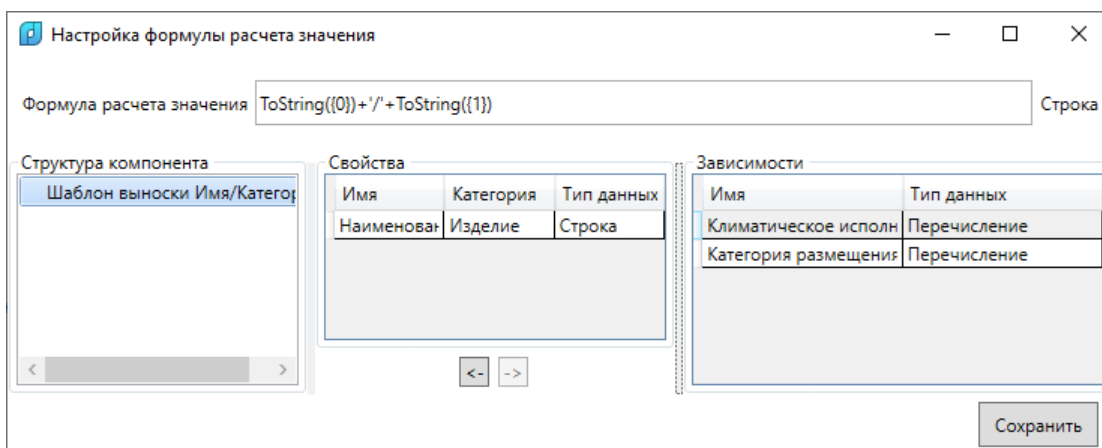 Настройка формулы расчета значения
Формула расчета значения ToString({0})+'/'+ToString({1}) Строка
Структура компонента Свойства Зависимости
Шаблон выноски Имя/Категор Имя Категория Тип данных Имя Тип данных
Наименован Изделие Строка Климатическое исполн Перечисление
Категория размещения Перечисление
<- ->
Сохранить